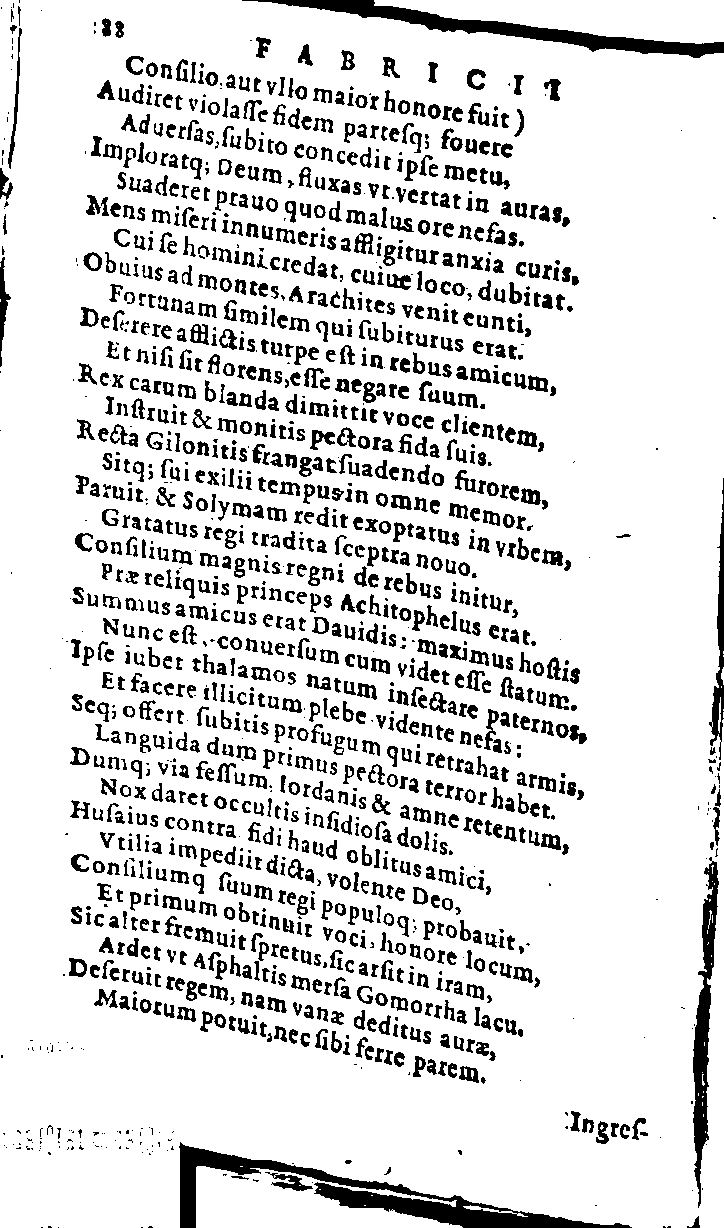 88
FABRICII
Conſilio, aut vllo maior honore fuit )
Audiret violaſſe fidem parteſq; fouere
Aduerſas, ſubito concedit ipſe metu,
Imploratq; Deum, fluxas vt vertat in auras,
Suaderet prauo quod malus ore nefas.
Mens miſeri innumeris affligitur anxia curis,
Cui ſe homini credat, cuiue loco, dubitat.
Obuius ad montes, Arachites venit eunti,
Fortunam ſimilem qui ſubiturus erat.
Deſerere afflictis turpe eſt in rebus amicum,
Et niſi ſit florens, eſſe negare ſuum.
Rex carum blanda dimittit voce clientem,
Inſtruit & monitis pectora fida ſuis.
Recta Gilonitis frangat ſuadendo furorem,
Sitq; ſui exilii tempus in omne memor.
Paruit, & Solymam redit exoptatus in vrbem,
Gratatus regi tradita ſceptra nouo.
Conſilium magnis regni de rebus initur,
Præ reliquis princeps Achitophelus erat.
Summus amicus erat Dauidis: maximus hoſtis
Nunc eſt, conuerſum cum videt eſſe ſtatum.
Ipſe iubet thalamos natum inſectare paternos,
Et facere illicitum plebe vidente nefas:
Seq; offert ſubitis profugum qui retrahat armis,
Languida dum primus pectora terror habet.
Dumq; via feſſum, Iordanis & amne retentum,
Nox daret occultis inſidioſa dolis.
Huſaius contra fidi haud oblitus amici,
Vtilia impediit dicta, volente Deo,
Conſiliumq ſuum regi populoq; probauit,
Et primum obtinuit voci, honore locum,
Sic alter fremuit ſpretus, ſic arſit in iram,
Ardet vt Aſphaltis merſa Gomorrha lacu.
Deſeruit regem, nam vanæ deditus auræ,
Maiorum potuit, nec ſibi ferre parem.
Ingreſ-